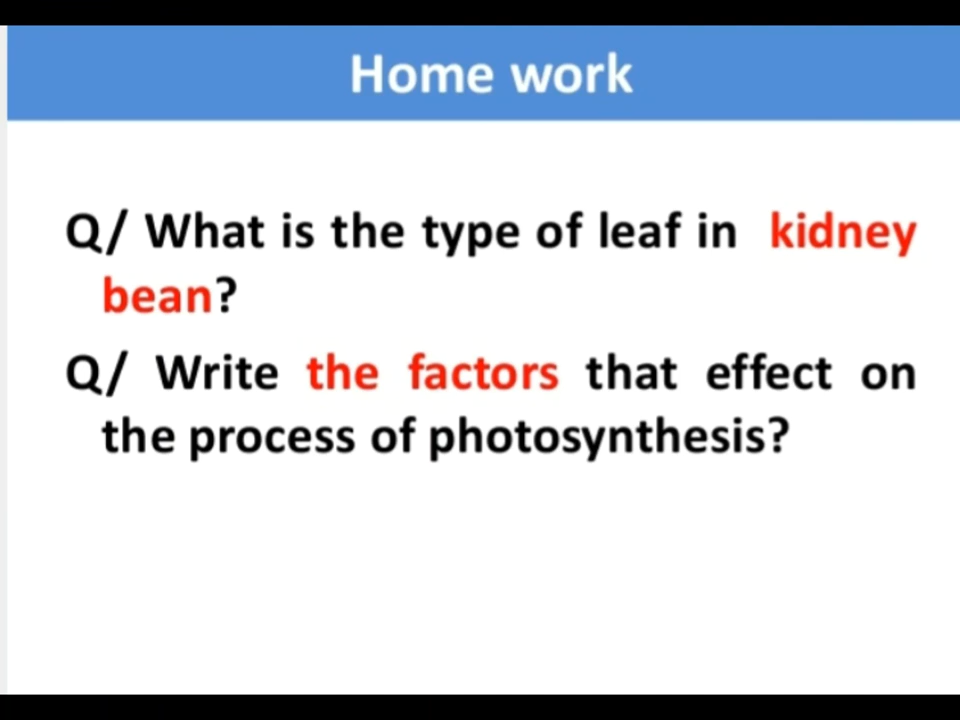 Home work
Q/ What is the type of leaf in kidney
bean?
Q/ Write the factors that effect on
the process of photosynthesis?